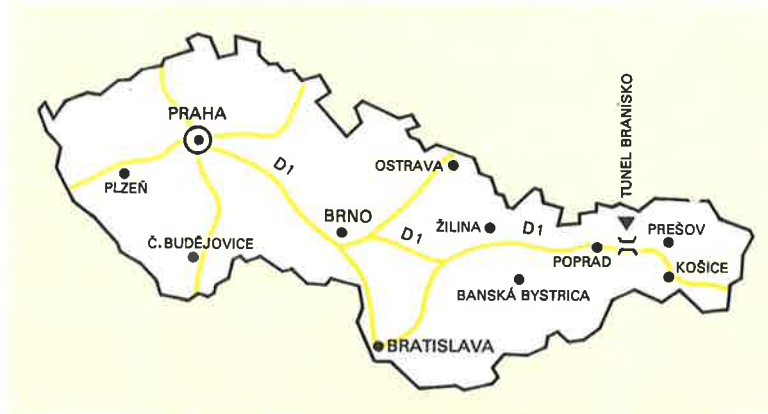 PRAHA
D1
PLZEŇ
OSTRAVA
TUNEL BRANISKO
BRNO
Č.BUDĚJOVICE
D1
ŽILINA
D1
PREŠOV
POPRAD
KOŠICE
BANSKÁ BYSTRICA
BRATISLAVA